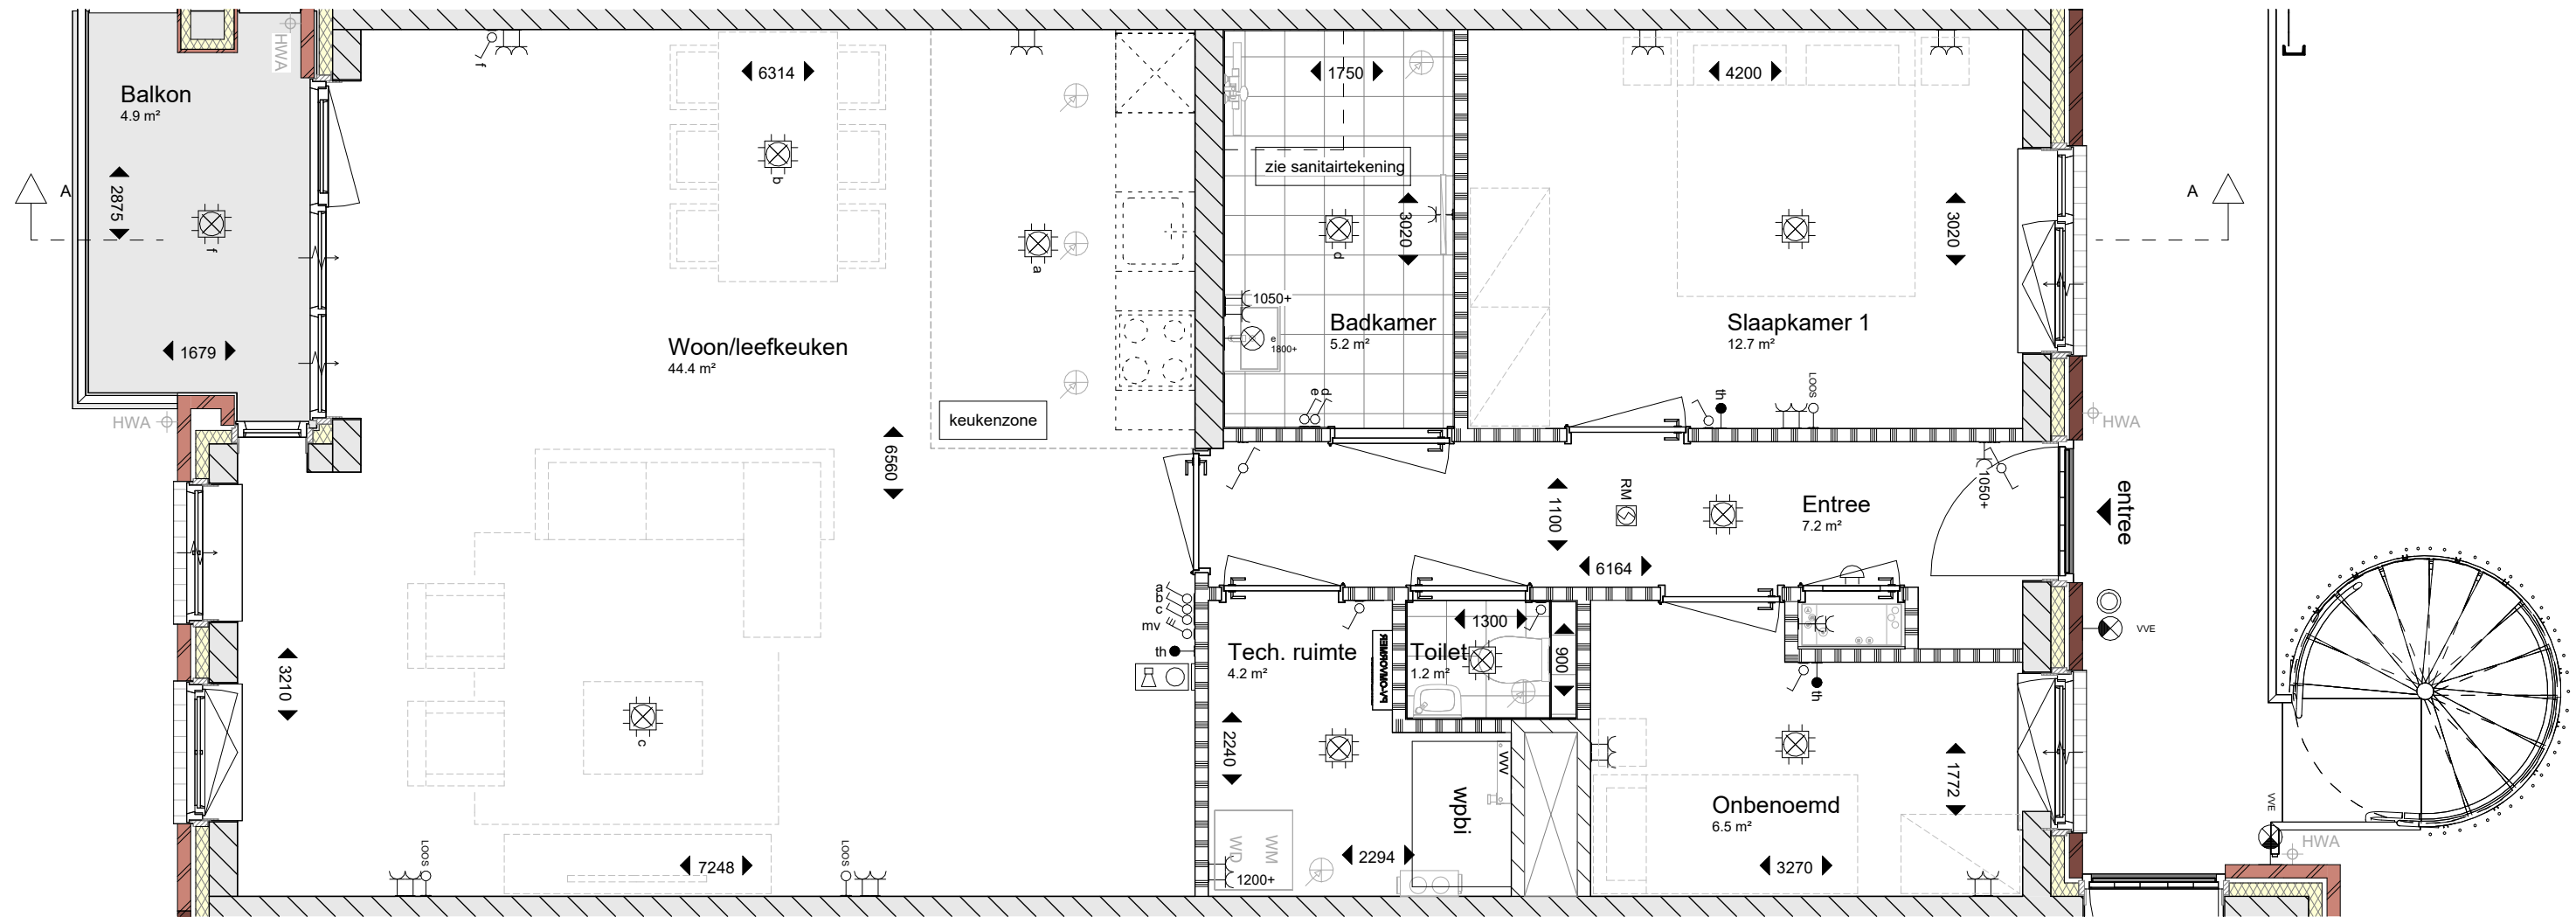 HWA
Balkon
4.9 m²
2875
A
f
1679
HWA
f
6314
b
a
Woon/leefkeuken
44.4 m²
keukenzone
6560
3210
c
7248
LOOS
LOOS
a
b
c
mv
th
1750
zie sanitairtekening
3020
d
1050+
e
1800+
Badkamer
5.2 m²
e
d
4200
3020
Slaapkamer 1
12.7 m²
th
LOOS
A
HWA
1100
RM
Entree
7.2 m²
6164
1050+
entree
VVE
Tech. ruimte
4.2 m²
Toilet
1.2 m²
1300
900
2240
2294
WD
WM
1200+
wpbi
VVV
th
Onbenoemd
6.5 m²
1772
3270
VVE
HWA